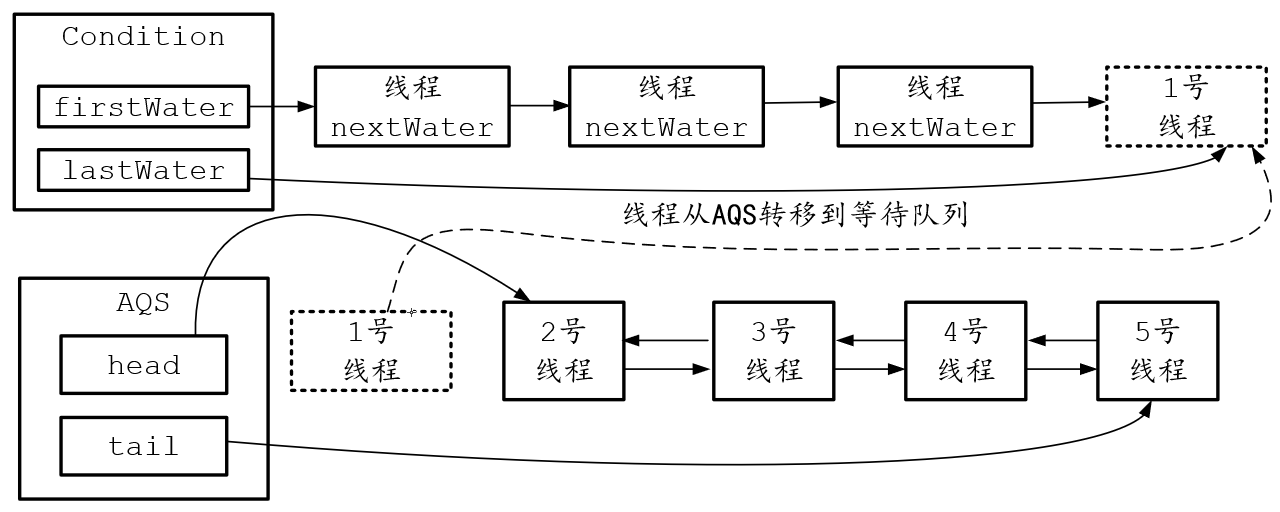 Condition
firstWater
lastWater
线程
nextWater
线程
nextWater
线程
nextWater
1号
线程
线程从AQS转移到等待队列
AQS
head
tail
1号
线程
2号
线程
3号
线程
4号
线程
5号
线程